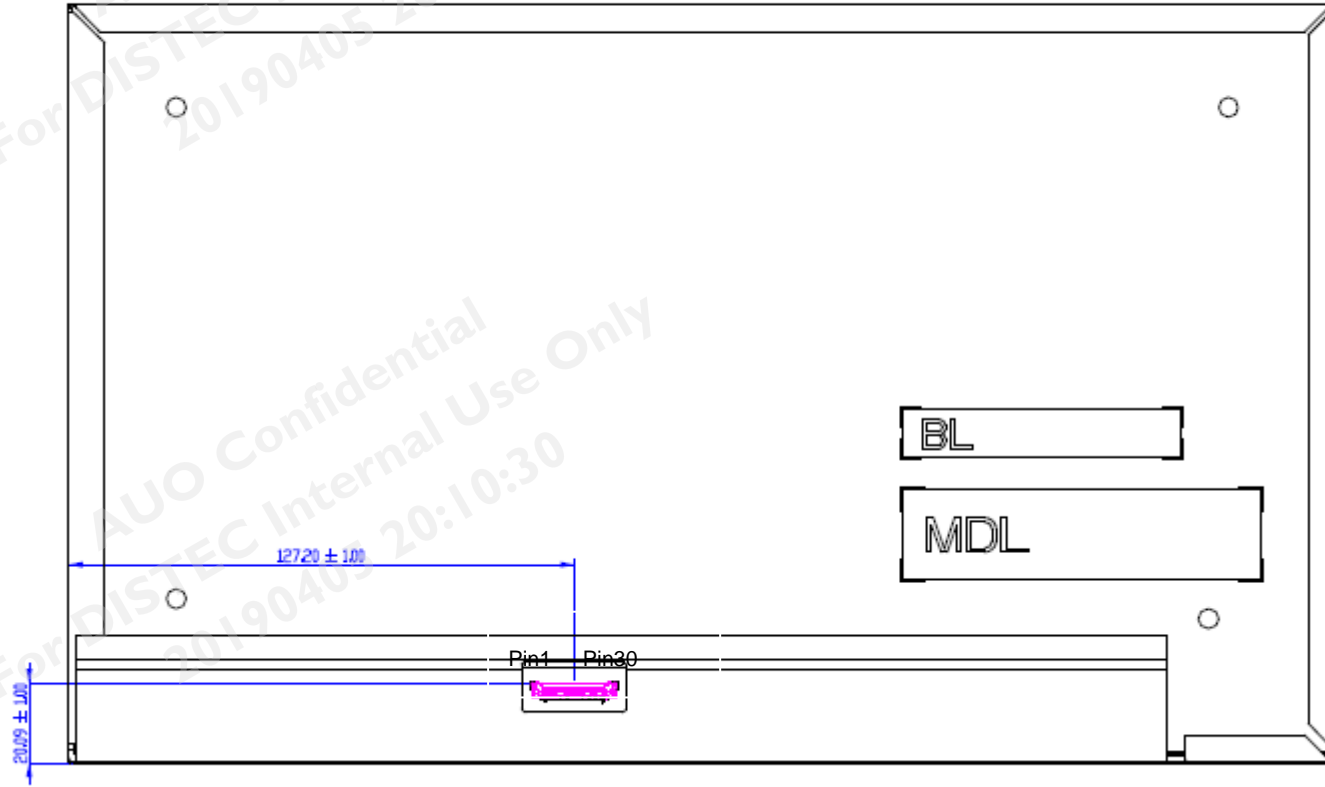 For DISTEC
20190405 20
BL
MDL
AUO Confidential
For DISTEC Internal Use Only
20190405 20:10:30
127.20 ± 1.00
Pin1
Pin30
20.09 ± 1.00